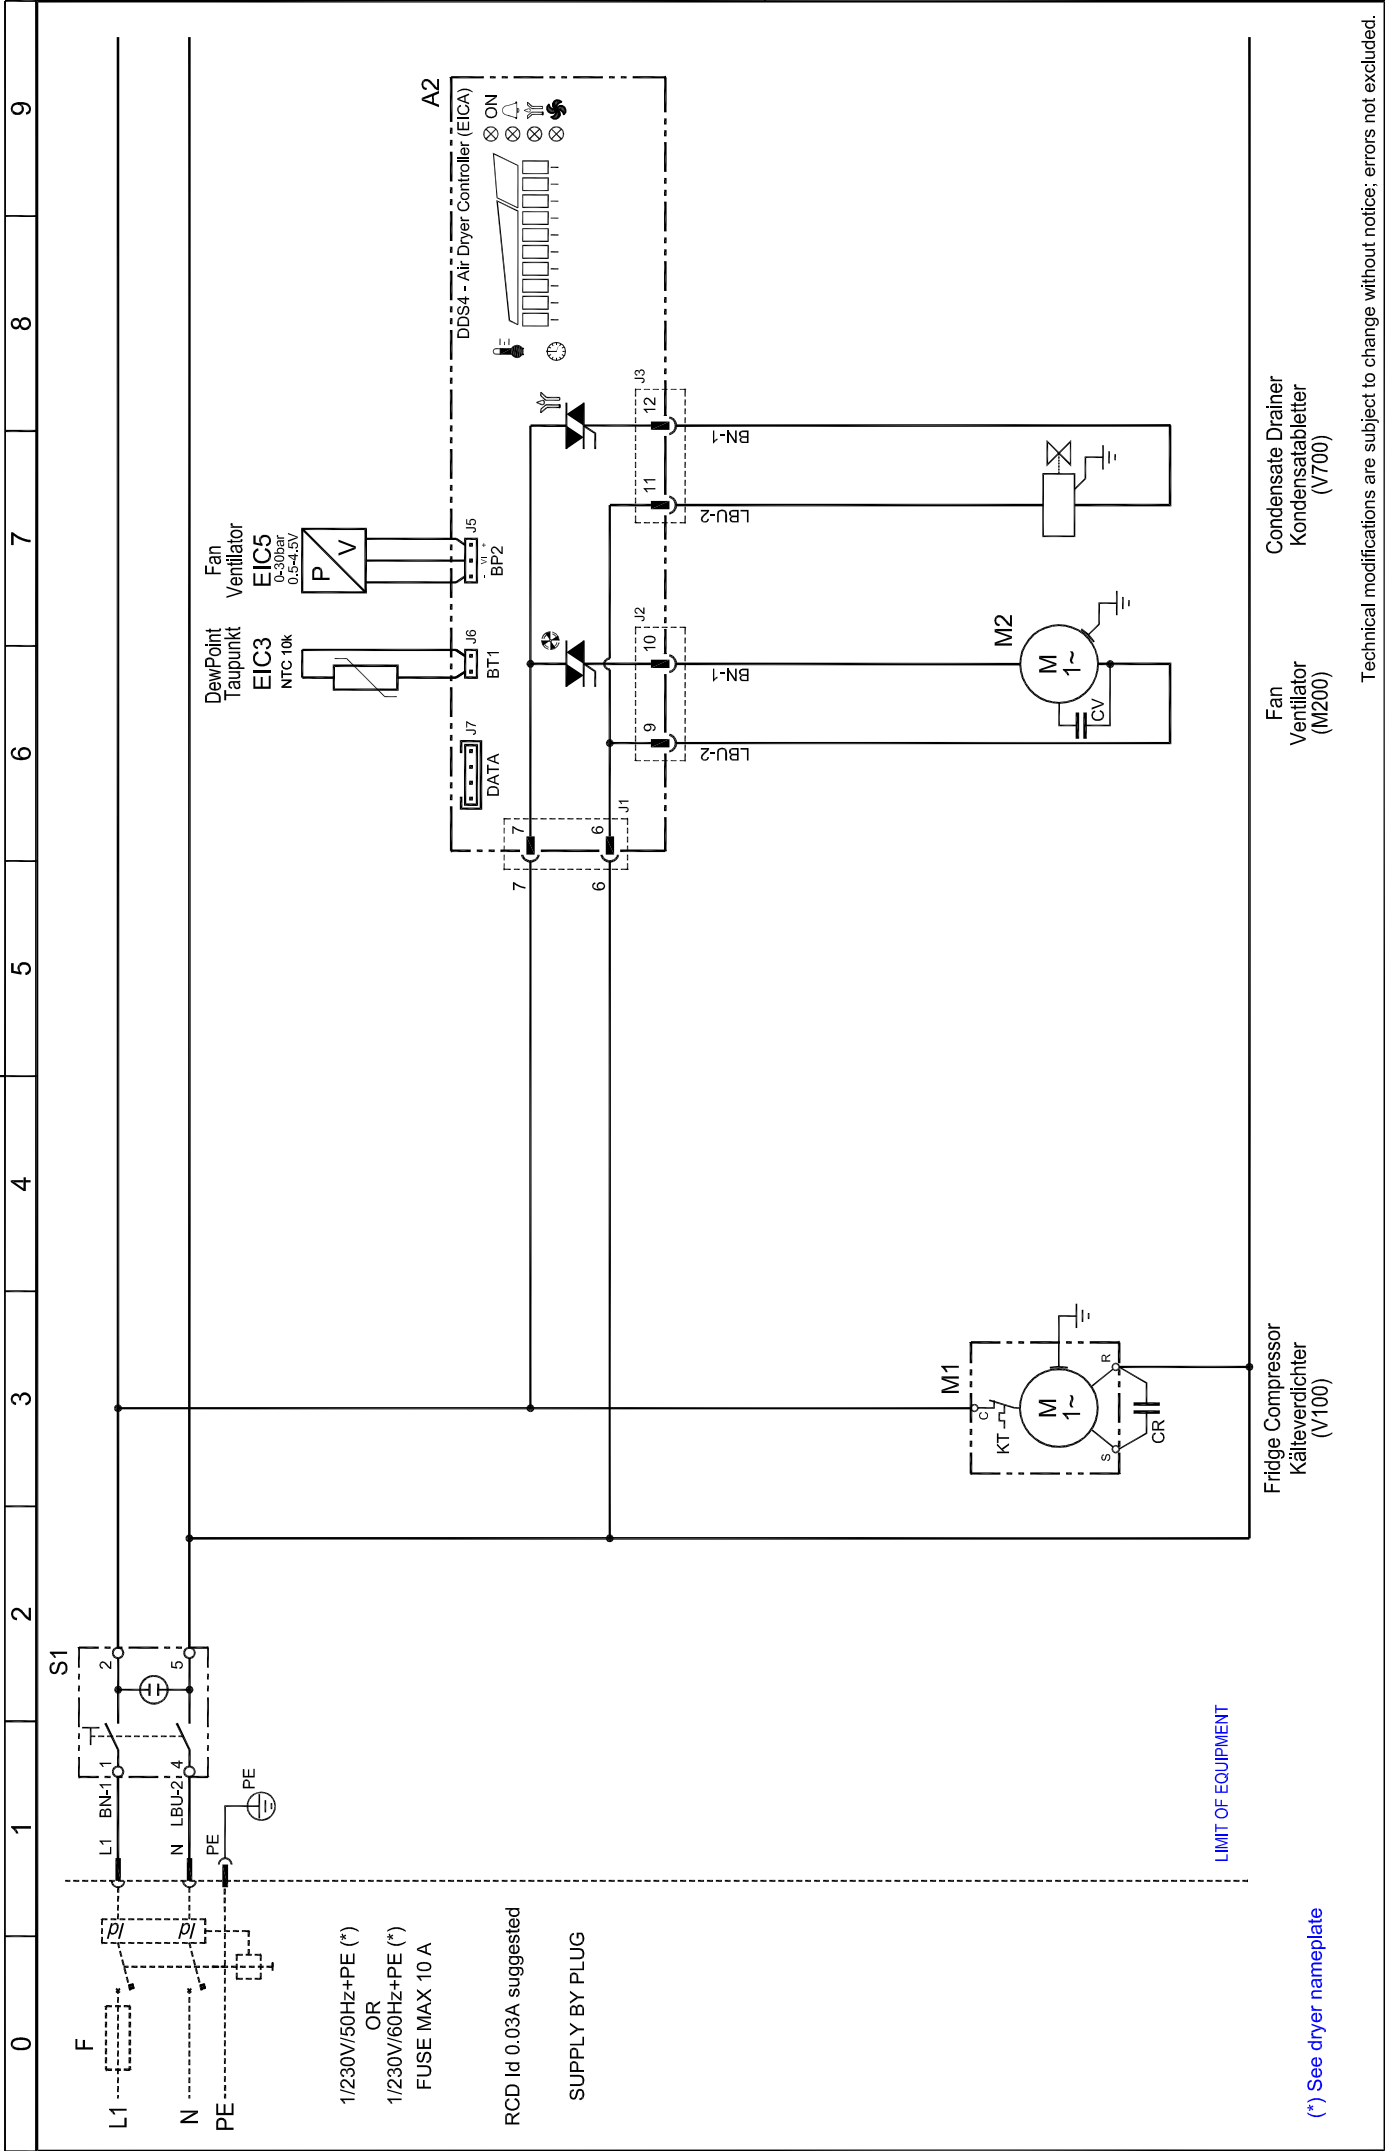 0 1 2 3 4 5 6 7 8 9
F
L1
N
PE
Id
Id
L1 BN-1 1
N LBU-2 4
PE
PE
S1
2
5
1/230V/50Hz+PE (*)
OR
1/230V/60Hz+PE (*)
FUSE MAX 10 A
RCD Id 0.03A suggested
SUPPLY BY PLUG
LIMIT OF EQUIPMENT
(*) See dryer nameplate
M1
C
KT
M
1~
S
R
CR
Fridge Compressor
Kälteverdichter
(V100)
7 7
6 6
J1
DewPoint
Taupunkt
EIC3
NTC 10k
Fan
Ventilator
EIC5
0-30bar
0.5-4.5V
P
V
J7
DATA
J6
BT1
J5
- VI +
BP2
A2
DDS4 - Air Dryer Controller (EICA)
ON
J2
9 10
LBU-2
BN-1
J3
11 12
LBU-2
BN-1
M2
M
1~
CV
Fan
Ventilator
(M200)
Condensate Drainer
Kondensatabletter
(V700)
Technical modifications are subject to change without notice; errors not excluded.